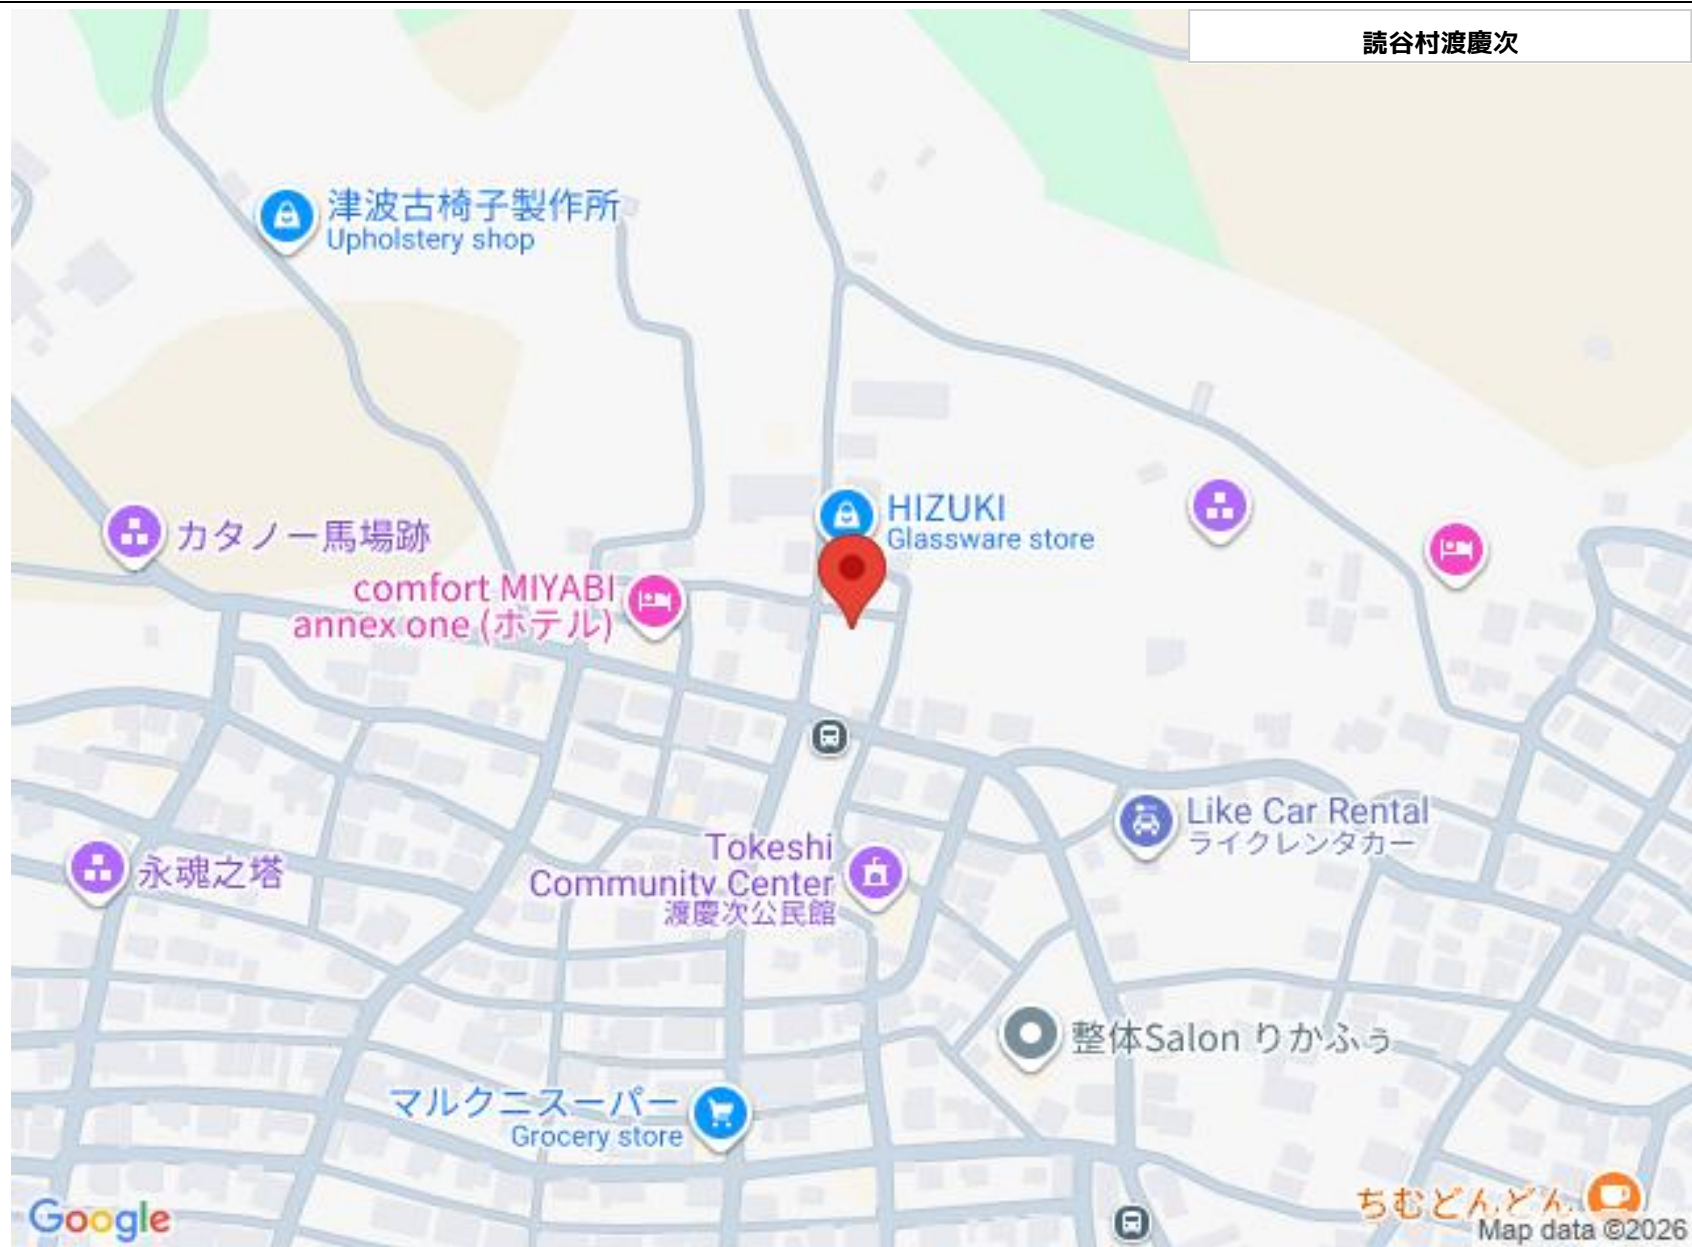 読谷村渡慶次
津波古椅子製作所
Upholstery shop
HIZUKI
Glassware store
カタノー馬場跡
comfort MIYABI
annex one (ホテル)
Like Car Rental
ライクレンタカー
Tokeshi
Community Center
渡慶次公民館
永魂之塔
整体Salon りかふぅ
マルクニスーパー
Grocery store
ちむどんどん
Google
Map data ©2026